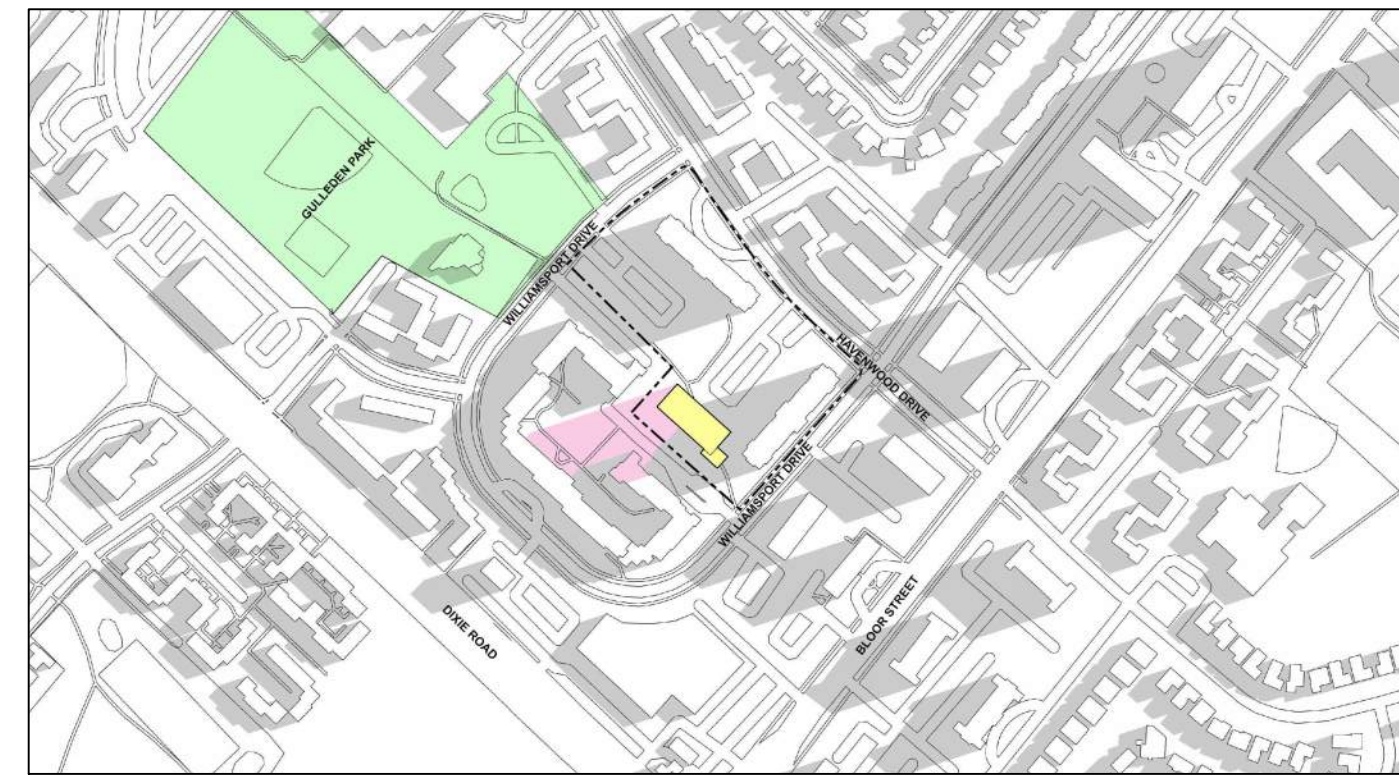 GULLEDEN PARK
WILLIAMSPORT DRIVE
HAVENWOOD DRIVE
WILLIAMSPORT DRIVE
DIXIE ROAD
BLOOR STREET